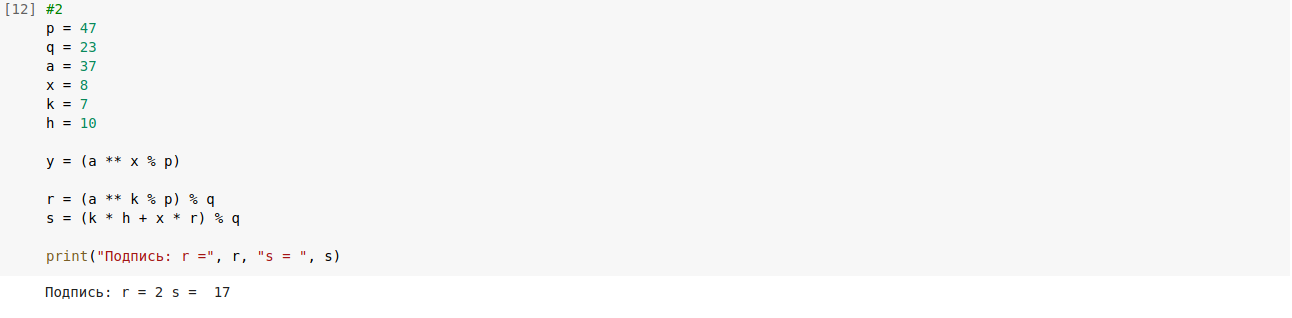 [12] #2
p = 47
q = 23
a = 37
x = 8
k = 7
h = 10
y = (a ** x % p)
r = (a ** k % p) % q
s = (k * h + x * r) % q
print("Подпись: r =", r, "s = ", s)
Подпись: r = 2 s =  17